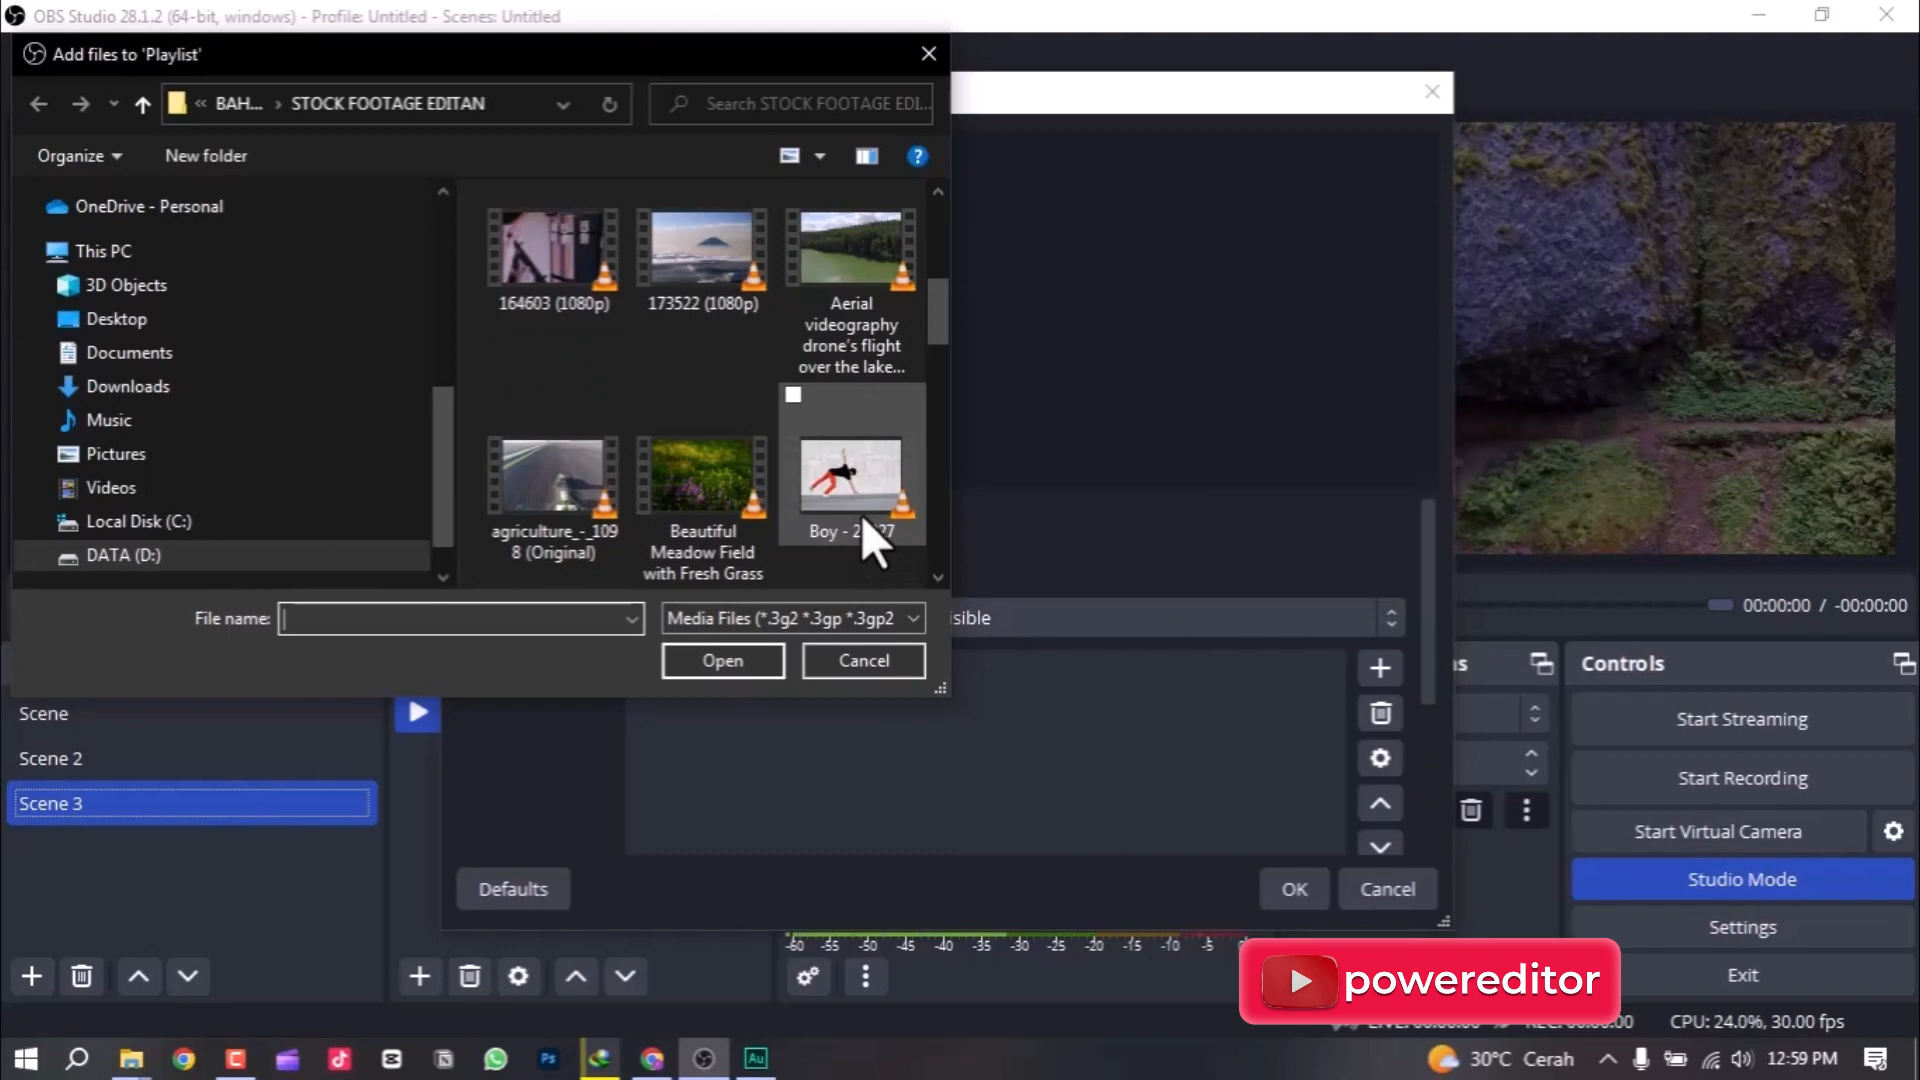 OBS Studio 28.1.2 (64-bit, windows) - Profile: Untitled - Scenes: Untitled
Add files to 'Playlist'
« BAH... › STOCK FOOTAGE EDITAN
Search STOCK FOOTAGE EDI...
Organize
New folder
OneDrive - Personal
This PC
3D Objects
Desktop
Documents
Downloads
Music
Pictures
Videos
Local Disk (C:)
DATA (D:)
164603 (1080p)
173522 (1080p)
Aerial
videography
drone's flight
over the lake...
agriculture_-_109
8 (Original)
Beautiful
Meadow Field
with Fresh Grass
Boy -
File name:
Media Files (*.3g2 *.3gp *.3gp2
Open
Cancel
isible
00:00:00 / -00:00:00
Scene
Scene 2
Scene 3
Defaults
OK
Cancel
ns
Controls
Start Streaming
Start Recording
Start Virtual Camera
Studio Mode
Settings
Exit
-60 -55 -50 -45 -40 -35 -30 -25 -20 -15 -10 -5
powereditor
CPU: 24.0%, 30.00 fps
Ps
Au
30°C Cerah
12:59 PM